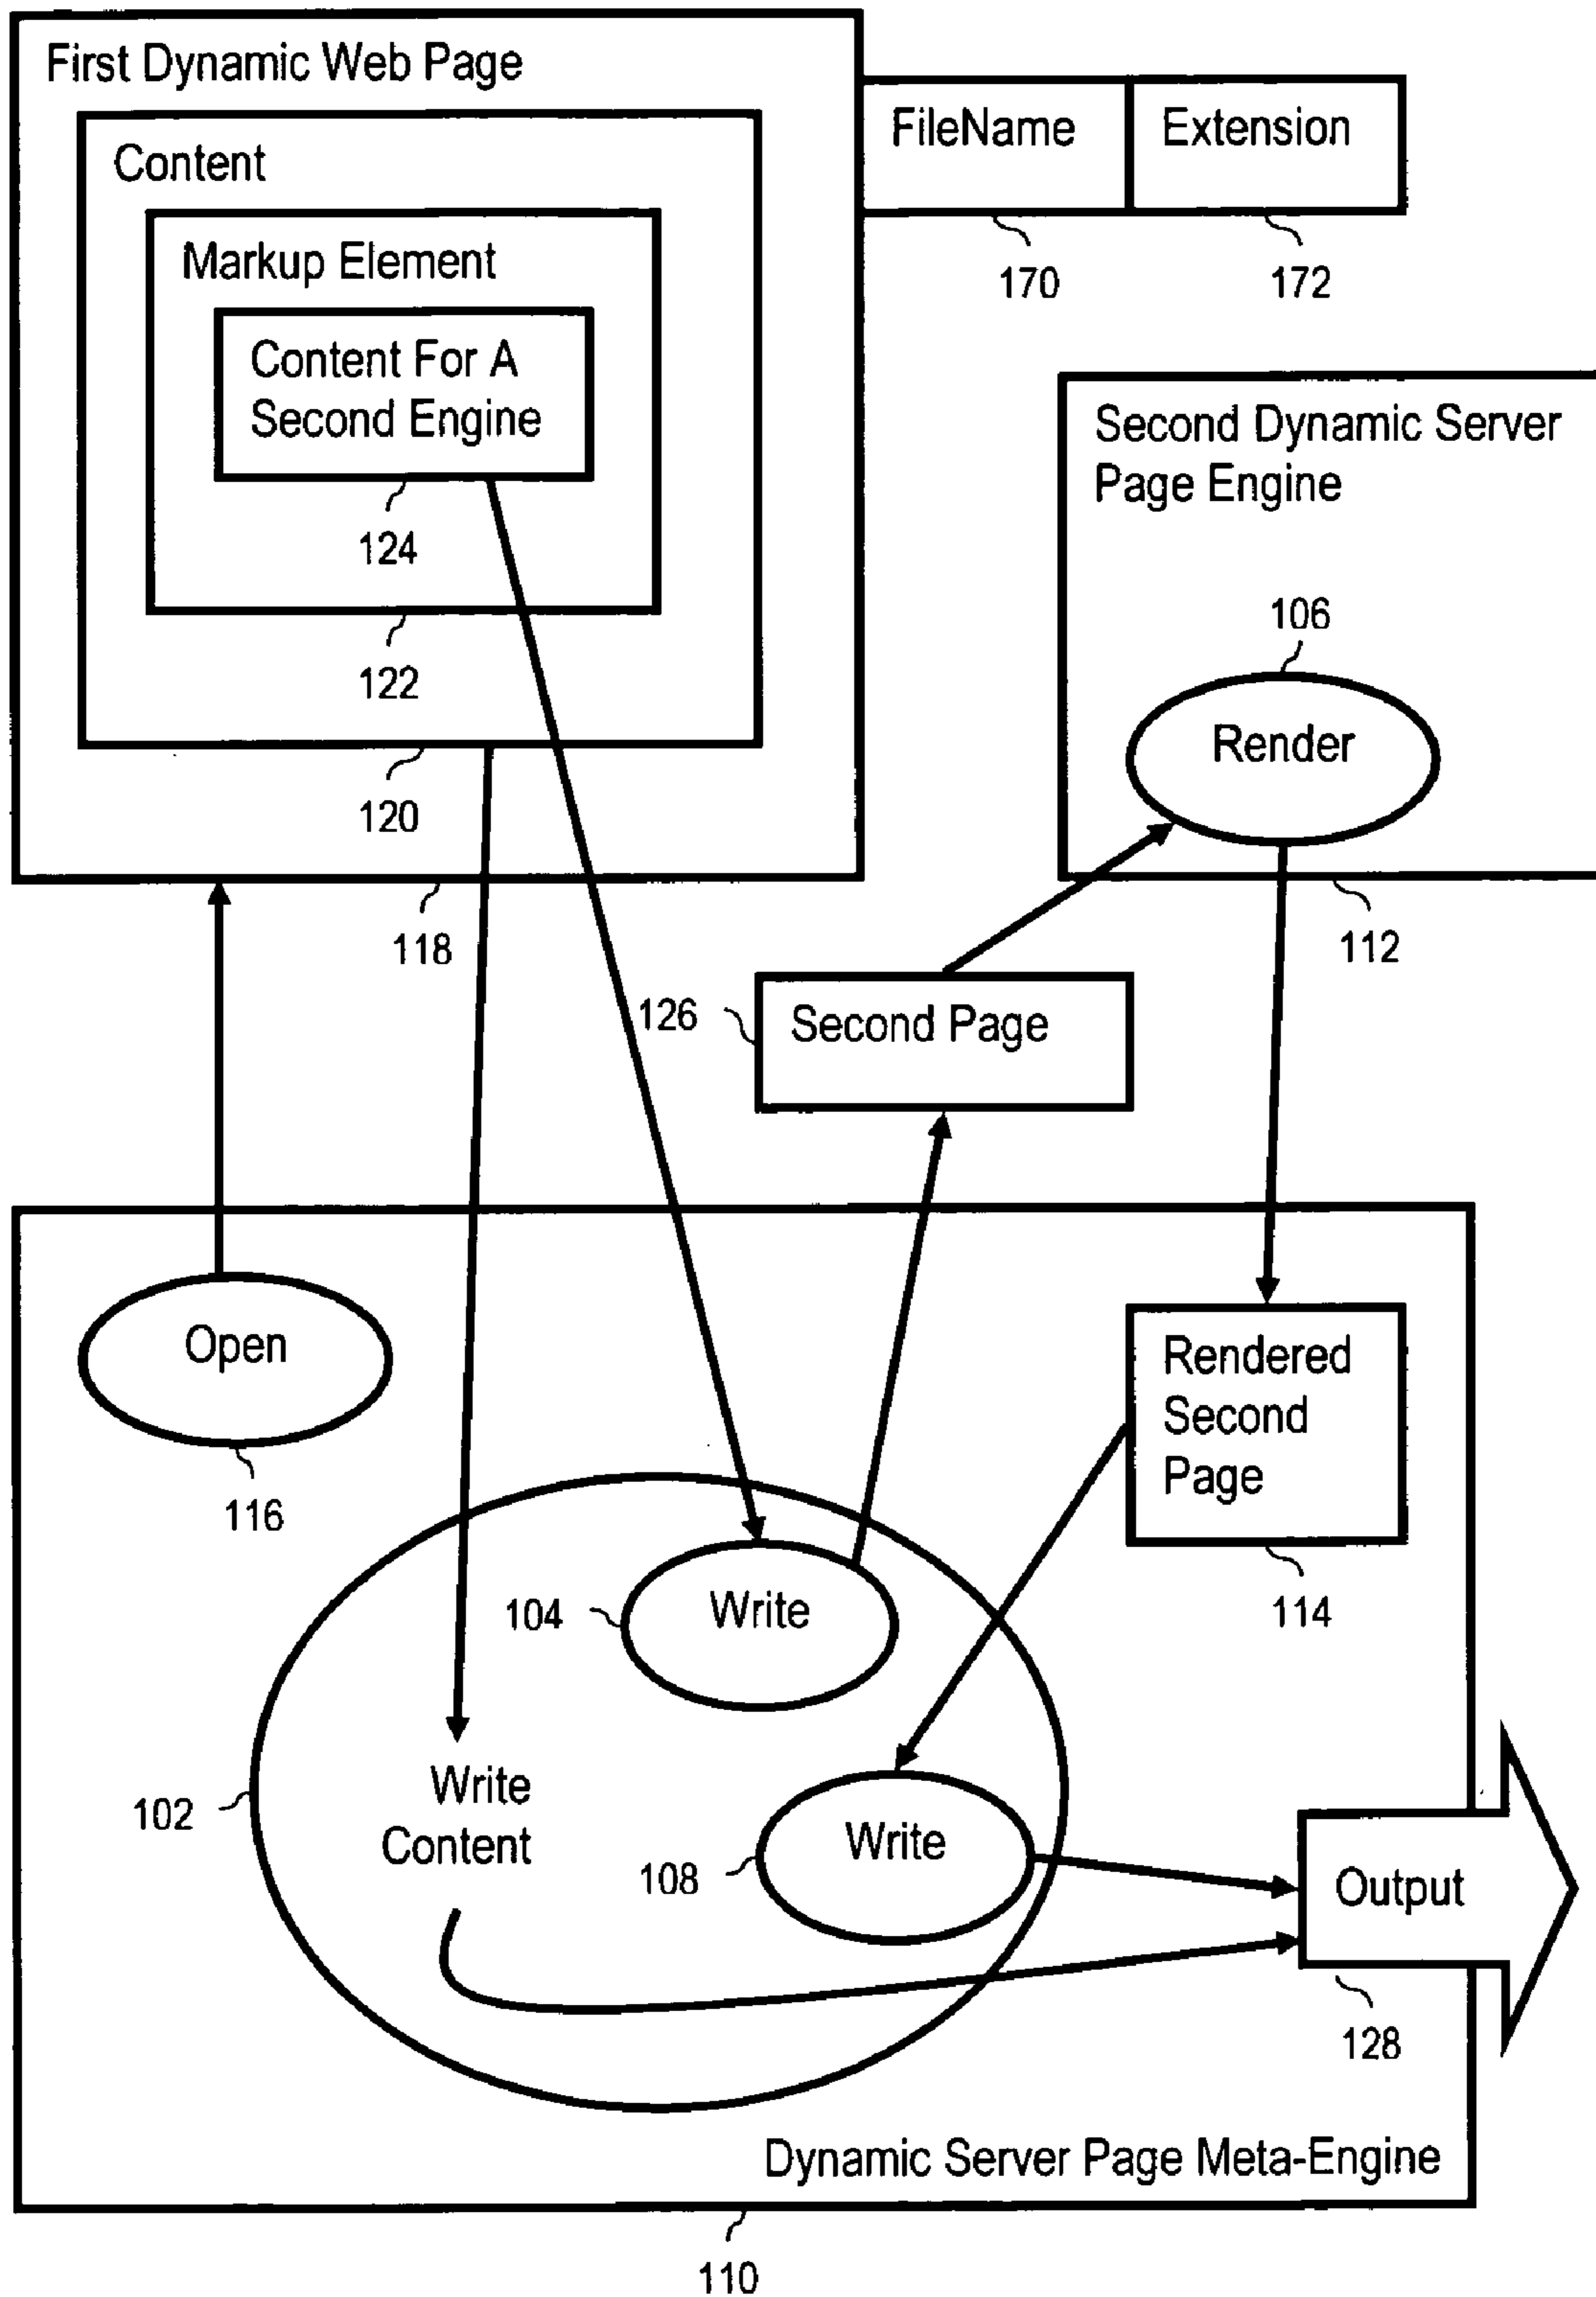 First Dynamic Web Page
FileName
Extension
Content
Markup Element
170
172
Content For A
Second Engine
Second Dynamic Server
Page Engine
124
106
122
Render
120
118
112
126
Second Page
Open
Rendered
Second
Page
116
104
Write
114
Write
Content
102
108
Write
Output
128
Dynamic Server Page Meta-Engine
110